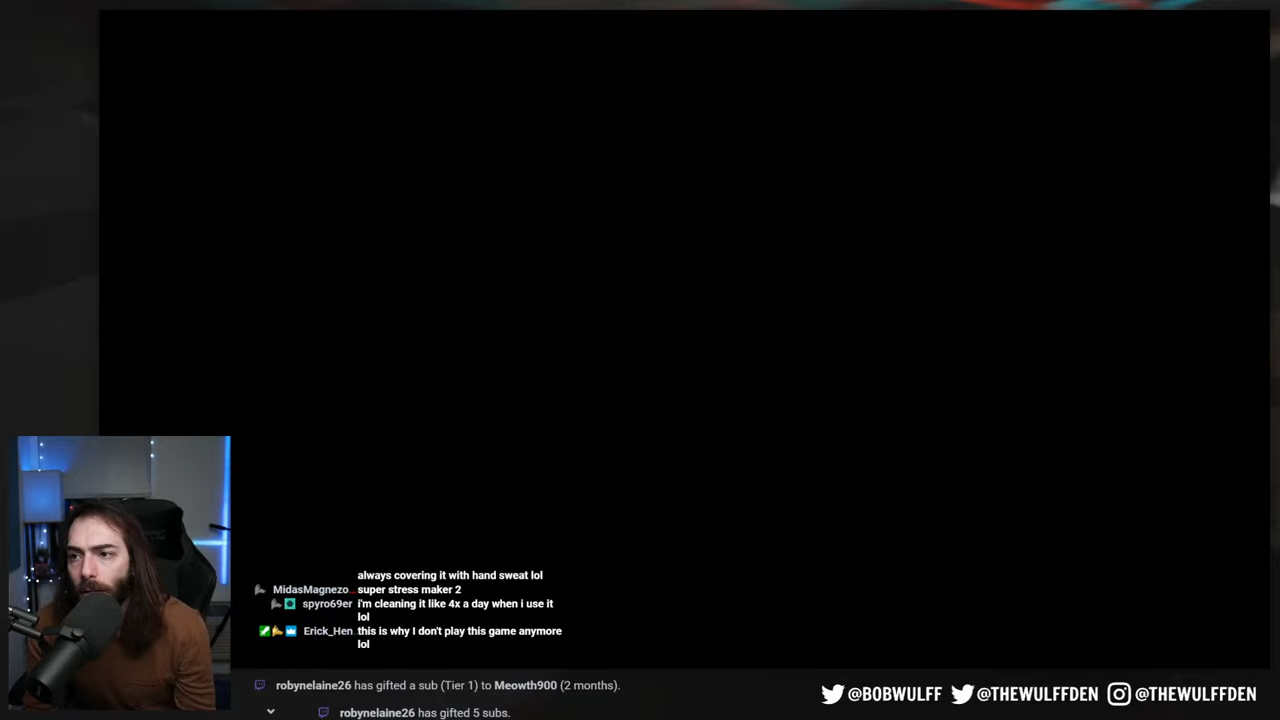 always covering it with hand sweat lol
MidasMagnezo... super stress maker 2
spyro69er i'm cleaning it like 4x a day when i use it
lol
Erick_Hen this is why I don't play this game anymore
lol
robynelaine26 has gifted a sub (Tier 1) to Meowth900 (2 months).
robynelaine26 has gifted 5 subs.
@BOBWULFF @THEWULFFDEN @THEWULFFDEN